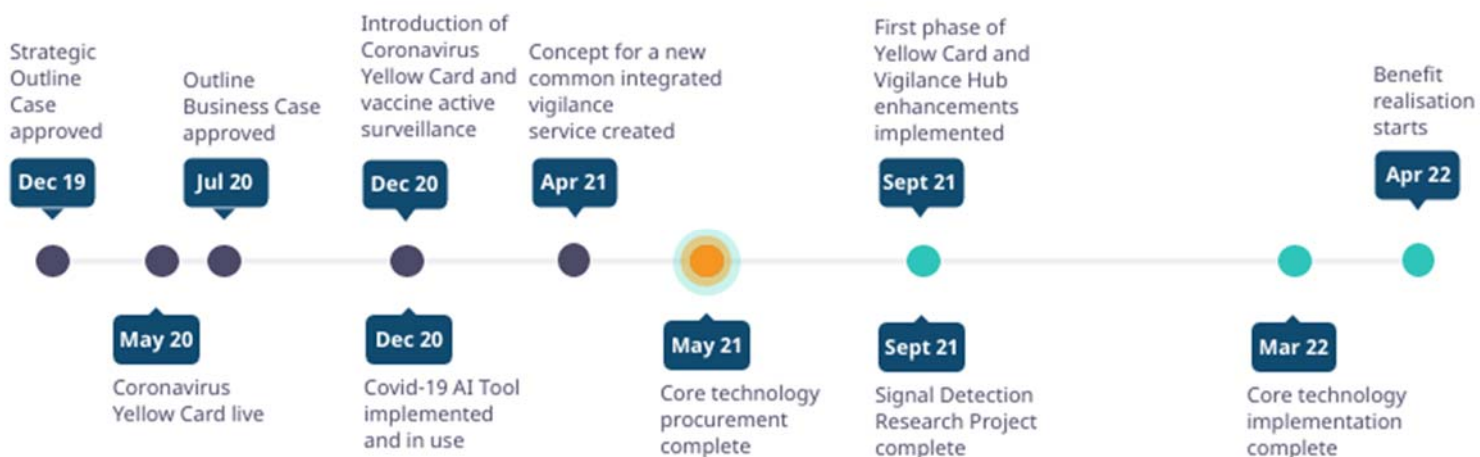 Strategic
Outline
Case
approved
Dec 19
Outline
Business Case
approved
Jul 20
Introduction of
Coronavirus
Yellow Card and
vaccine active
surveillance
Dec 20
Concept for a new
common integrated
vigilance
service created
Apr 21
First phase of
Yellow Card and
Vigilance Hub
enhancements
implemented
Sept 21
Benefit
realisation
starts
Apr 22
May 20
Coronavirus
Yellow Card live
Dec 20
Covid-19 AI Tool
implemented
and in use
May 21
Core technology
procurement
complete
Sept 21
Signal Detection
Research Project
complete
Mar 22
Core technology
implementation
complete